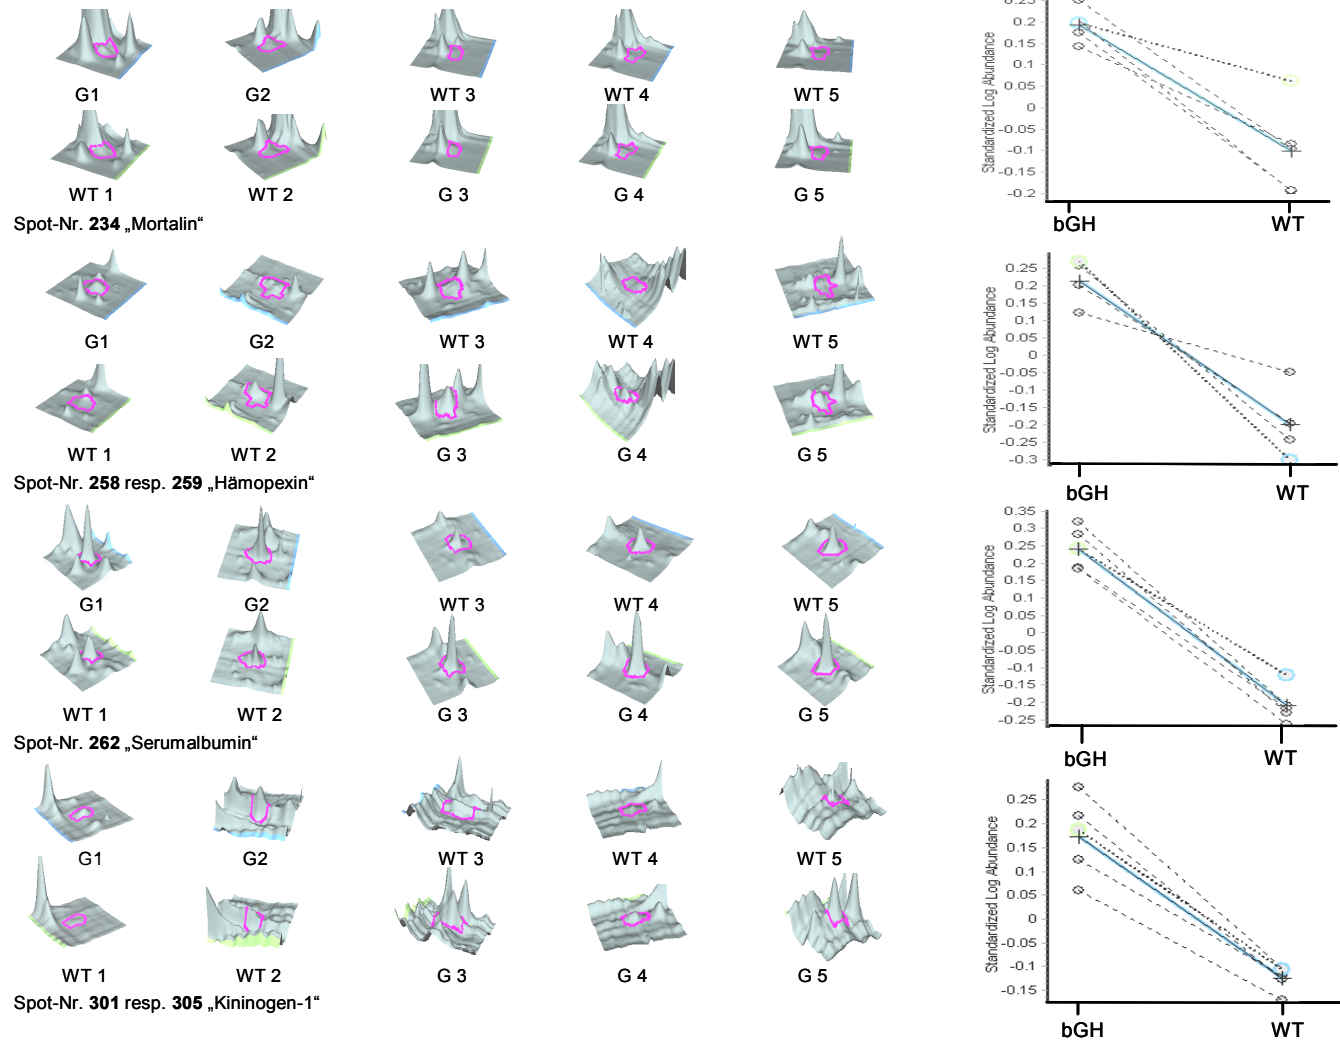 G1 G2 WT 3 WT 4 WT 5
WT 1 WT 2 G 3 G 4 G 5
Spot-Nr. 234 „Mortalin“
Standardized Log Abundance
0.2
0.15
0.1
0.05
0
-0.05
-0.1
-0.15
-0.2
bGH WT
G1 G2 WT 3 WT 4 WT 5
WT 1 WT 2 G 3 G 4 G 5
Spot-Nr. 258 resp. 259 „Hämopexin“
Standardized Log Abundance
0.25
0.2
0.15
0.1
0.05
0
-0.05
-0.1
-0.15
-0.2
-0.25
-0.3
bGH WT
G1 G2 WT 3 WT 4 WT 5
WT 1 WT 2 G 3 G 4 G 5
Spot-Nr. 262 „Serumalbumin“
Standardized Log Abundance
0.35
0.3
0.25
0.2
0.15
0.1
0.05
0
-0.05
-0.1
-0.15
-0.2
-0.25
bGH WT
G1 G2 WT 3 WT 4 WT 5
WT 1 WT 2 G 3 G 4 G 5
Spot-Nr. 301 resp. 305 „Kininogen-1“
Standardized Log Abundance
0.25
0.2
0.15
0.1
0.05
0
-0.05
-0.1
-0.15
bGH WT